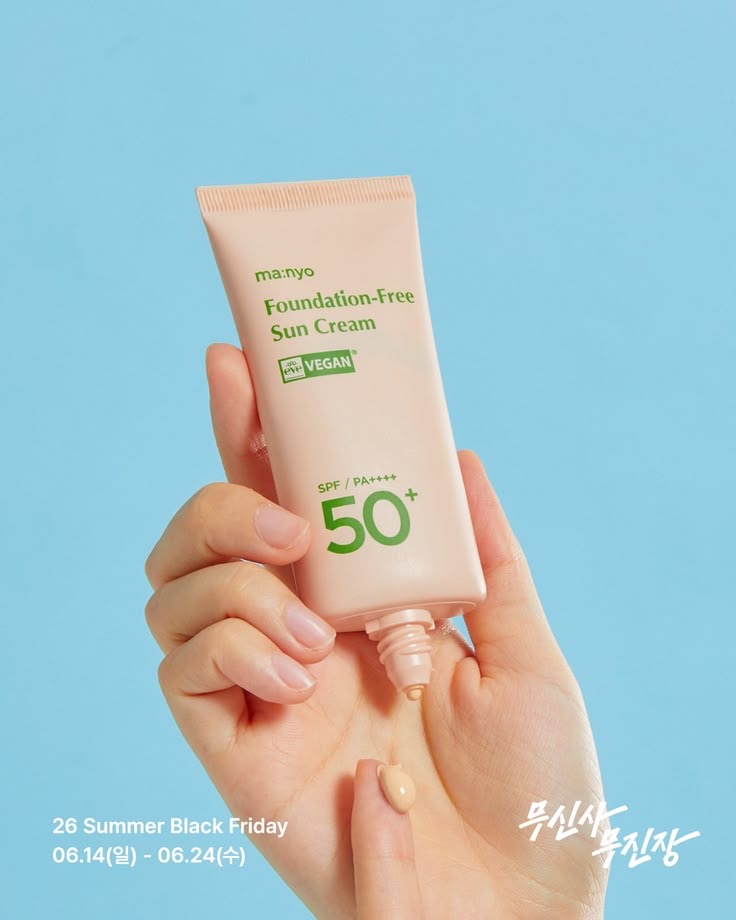 ma:nyo
Foundation-Free
Sun Cream
eve VEGAN®
SPF / PA++++
50+
26 Summer Black Friday
06.14(일) - 06.24(수)
무신사
무진장